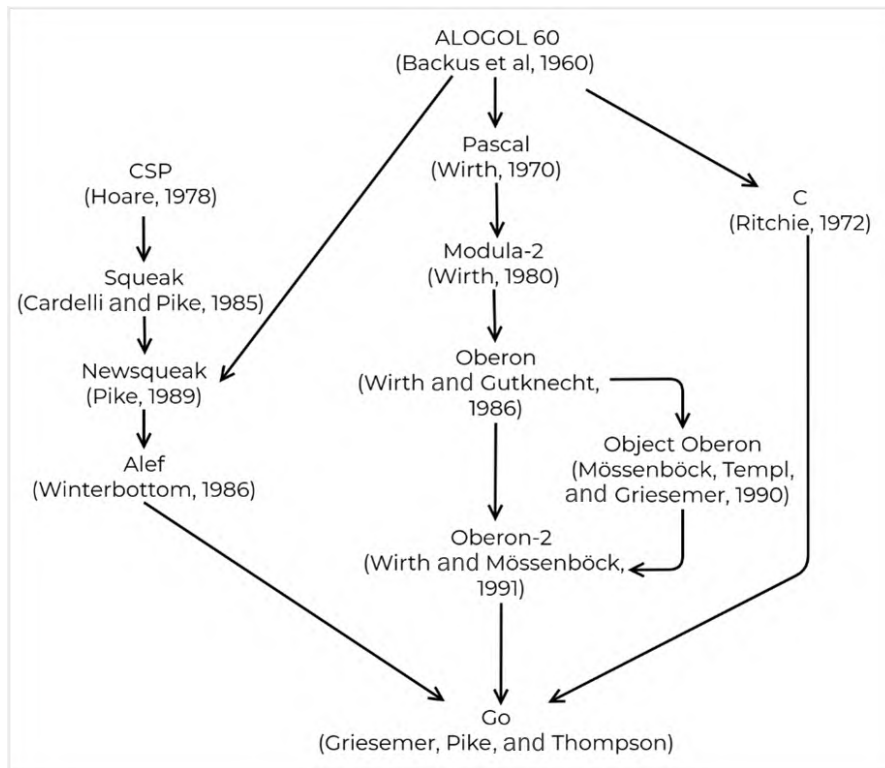 ALOGOL 60
(Backus et al, 1960)
Pascal
(Wirth, 1970)
CSP
(Hoare, 1978)
C
(Ritchie, 1972)
Modula-2
(Wirth, 1980)
Squeak
(Cardelli and Pike, 1985)
Oberon
(Wirth and Gutknecht,
1986)
Newsqueak
(Pike, 1989)
Object Oberon
(Mössenböck, Templ,
and Griesemer, 1990)
Alef
(Winterbottom, 1986)
Oberon-2
(Wirth and Mössenböck,
1991)
Go
(Griesemer, Pike, and Thompson)